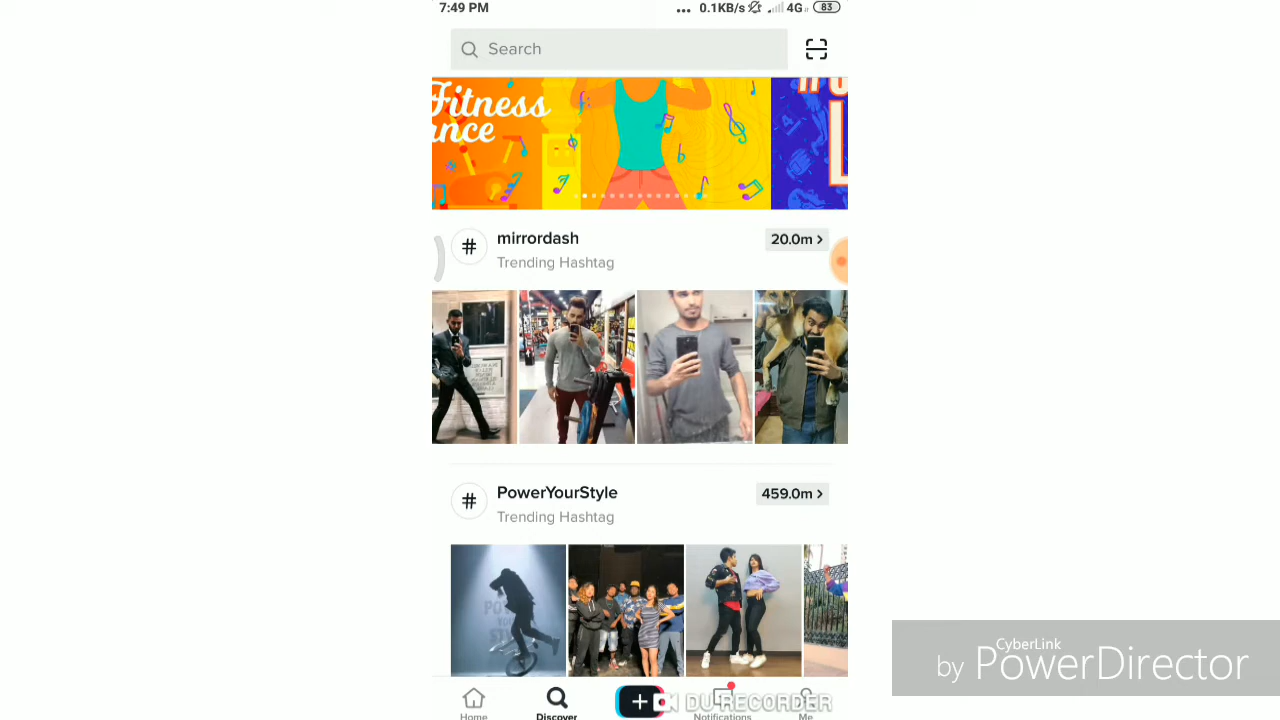 7:49 PM
0.1KB/s 4G 83
Search
Fitness
ance
mirrordash
20.0m >
Trending Hashtag
PowerYourStyle
459.0m >
Trending Hashtag
Home
Discover
Notifications
Me
DU RECORDER
CyberLink
by PowerDirector